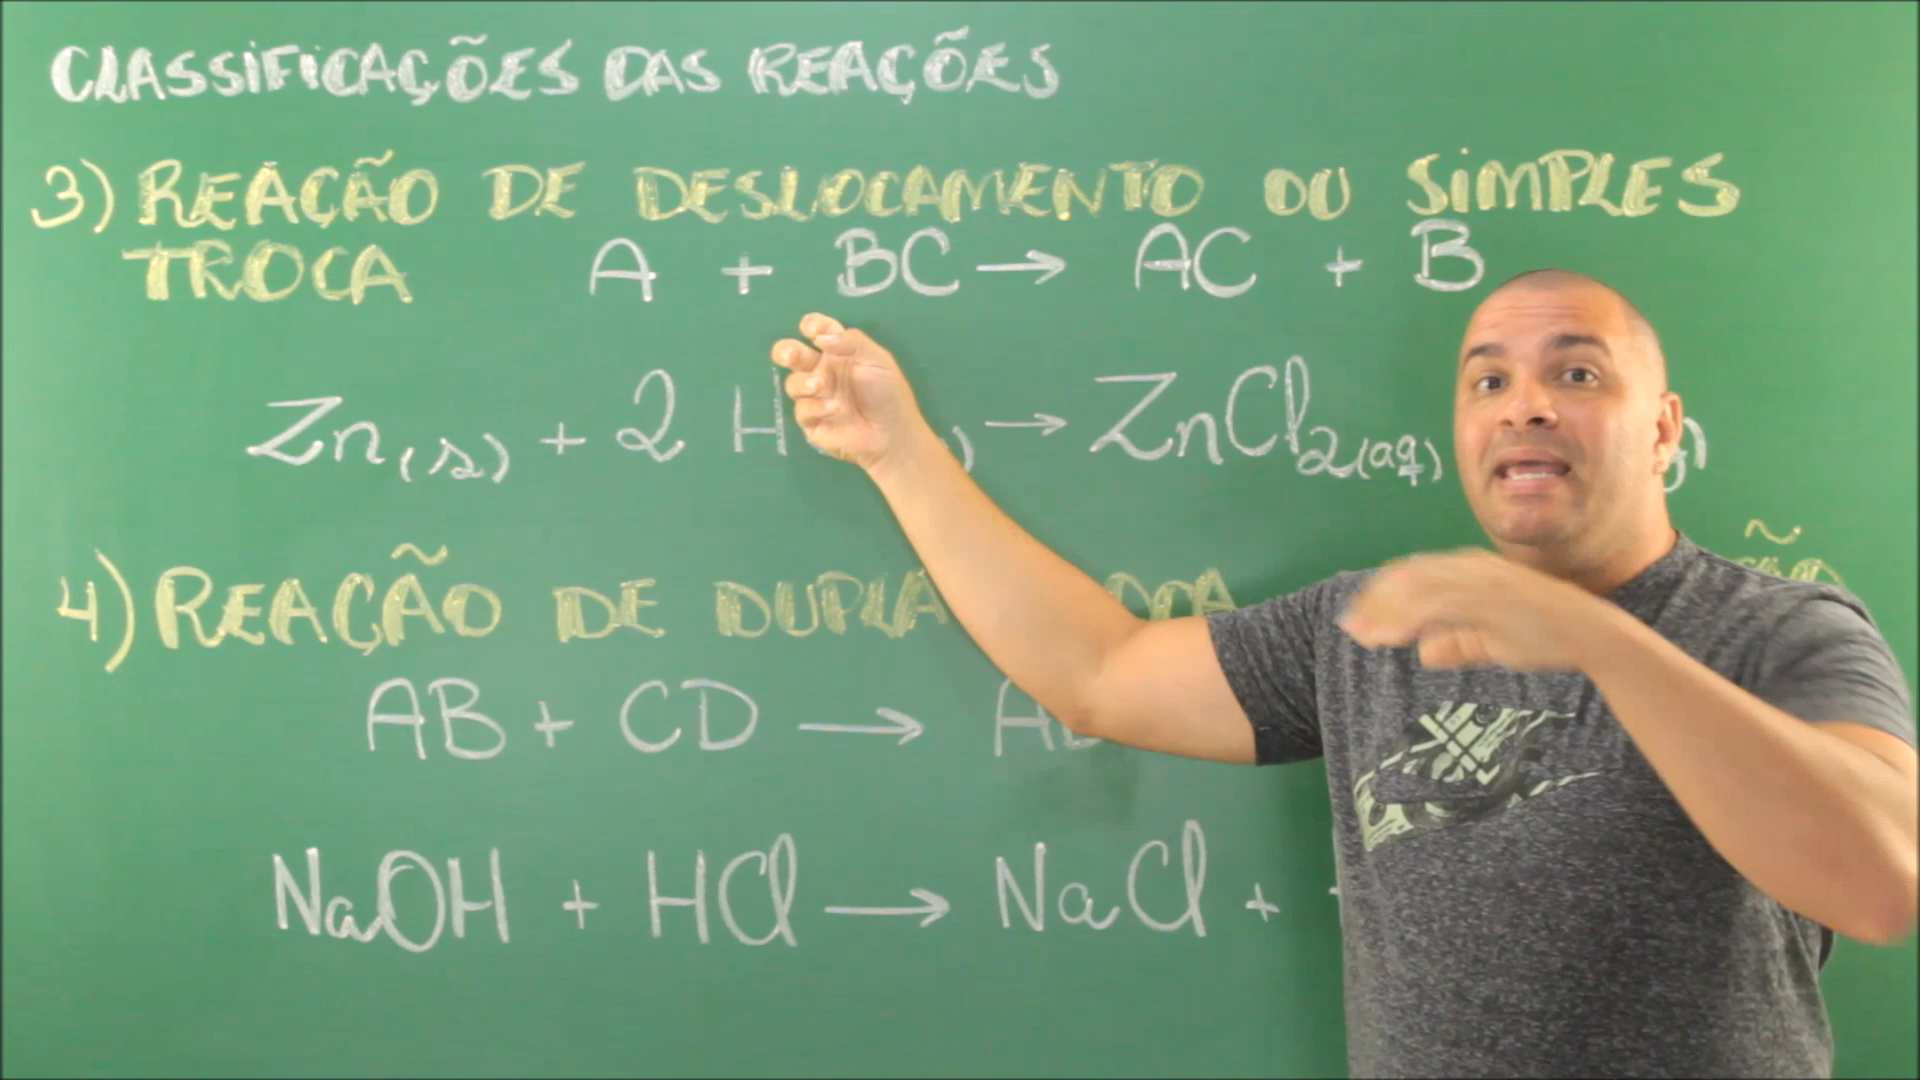 CLASSIFICAÇÕES DAS REAÇÕES
3) REAÇÃO DE DESLOCAMENTO OU SIMPLES
TROCA A + BC → AC + B
Zn(s) + 2 H → ZnCl2(aq)
4) REAÇÃO DE DUPLA
AB + CD →
NaOH + HCl → NaCl +